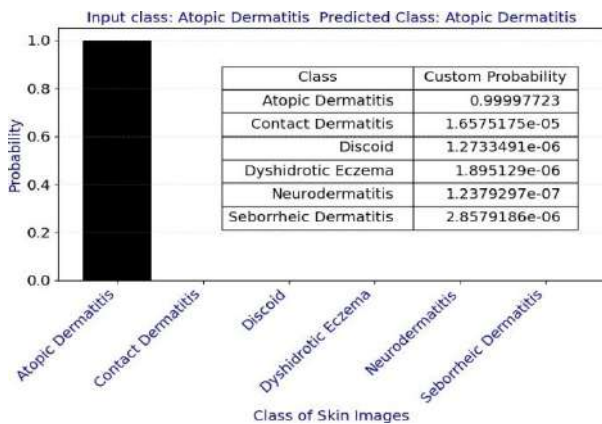 Input class: Atopic Dermatitis  Predicted Class: Atopic Dermatitis
Probability
1.0
0.8
0.6
0.4
0.2
0.0
Class Custom Probability
Atopic Dermatitis 0.99997723
Contact Dermatitis 1.6575175e-05
Discoid 1.2733491e-06
Dyshidrotic Eczema 1.895129e-06
Neurodermatitis 1.2379297e-07
Seborrheic Dermatitis 2.8579186e-06
Atopic Dermatitis
Contact Dermatitis
Discoid
Dyshidrotic Eczema
Neurodermatitis
Seborrheic Dermatitis
Class of Skin Images